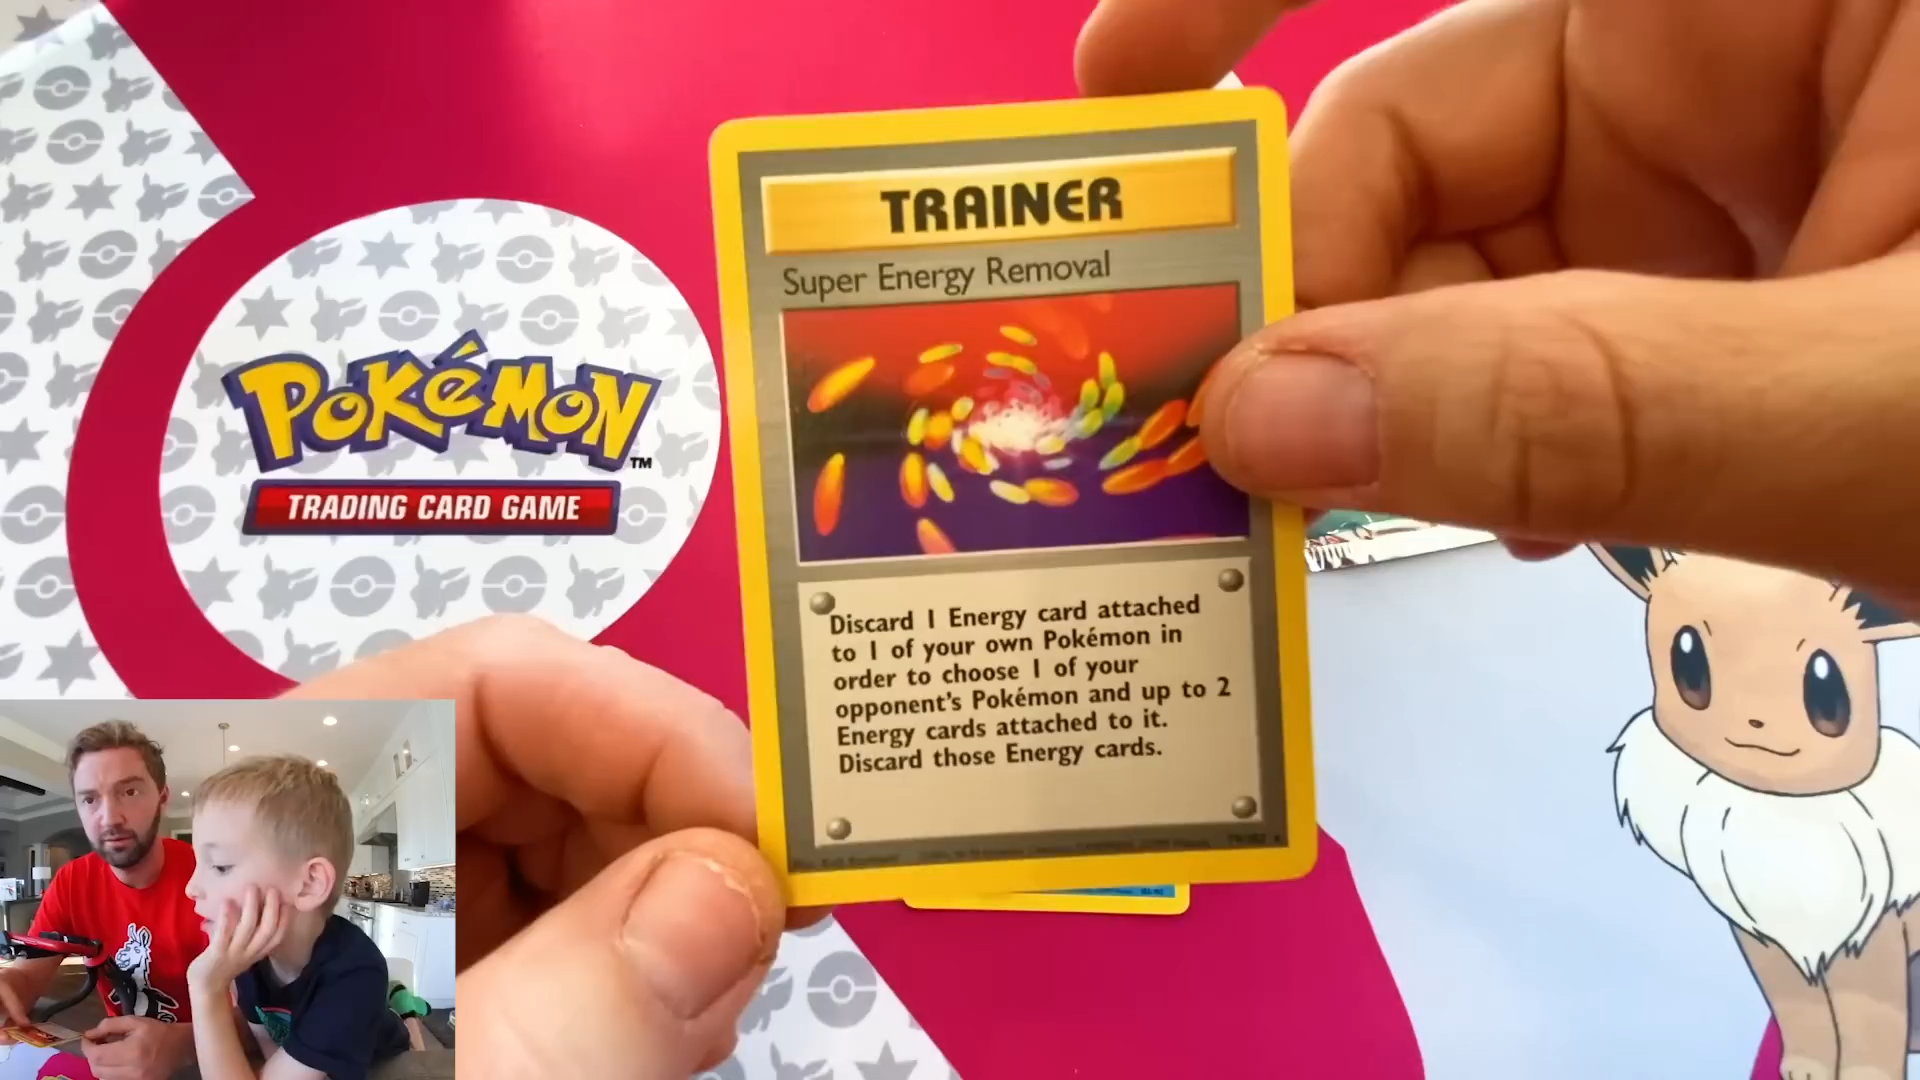 POKéMON
TM
TRADING CARD GAME
TRAINER
Super Energy Removal
Discard 1 Energy card attached
to 1 of your own Pokémon in
order to choose 1 of your
opponent's Pokémon and up to 2
Energy cards attached to it.
Discard those Energy cards.